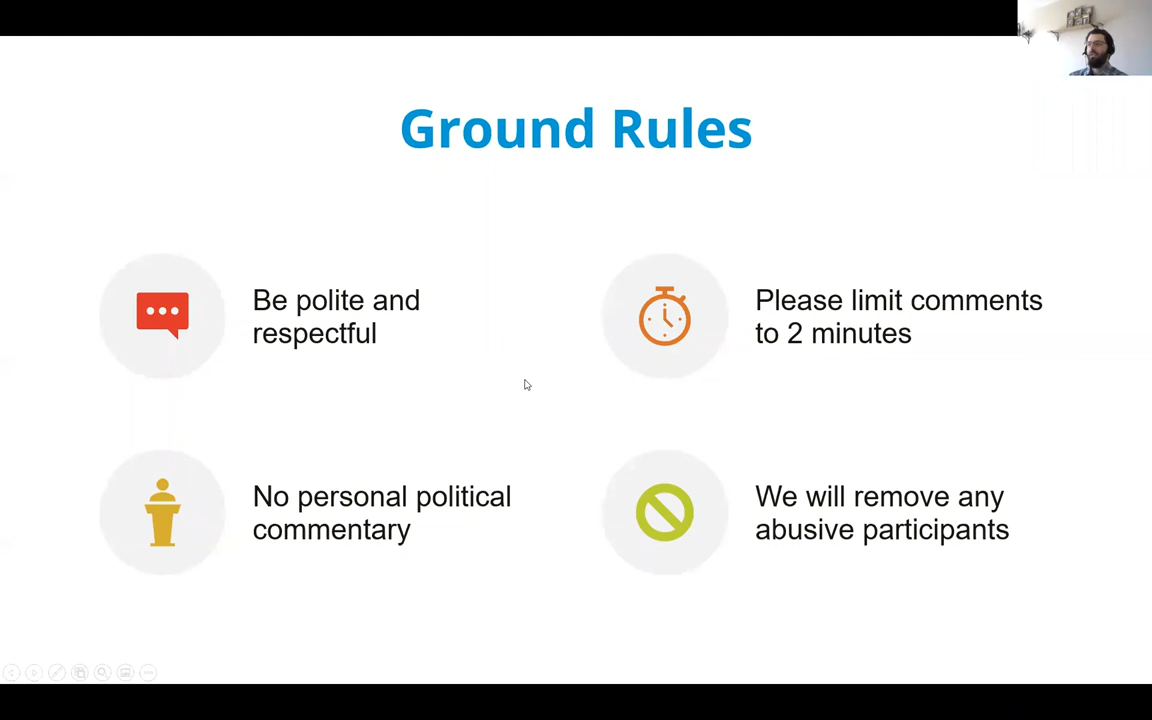 Ground Rules
Be polite and
respectful
Please limit comments
to 2 minutes
No personal political
commentary
We will remove any
abusive participants